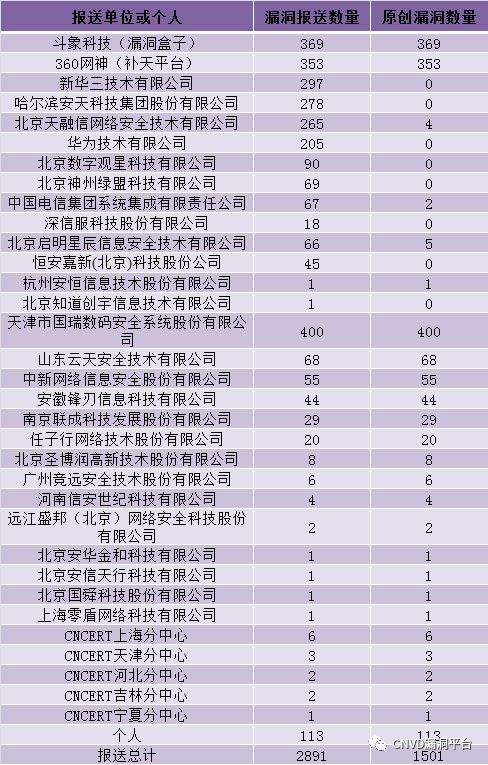 报送单位或个人 漏洞报送数量 原创漏洞数量
斗象科技（漏洞盒子） 369 369
360网神（补天平台） 353 353
新华三技术有限公司 297 0
哈尔滨安天科技集团股份有限公司 278 0
北京天融信网络安全技术有限公司 265 4
华为技术有限公司 205 0
北京数字观星科技有限公司 90 0
北京神州绿盟科技有限公司 69 0
中国电信集团系统集成有限责任公司 67 2
深信服科技股份有限公司 18 0
北京启明星辰信息安全技术有限公司 66 5
恒安嘉新(北京)科技股份公司 45 0
杭州安恒信息技术股份有限公司 1 1
北京知道创宇信息技术有限公司 1 0
天津市国瑞数码安全系统股份有限公
司 400 400
山东云天安全技术有限公司 68 68
中新网络信息安全股份有限公司 55 55
安徽锋刃信息科技有限公司 44 44
南京联成科技发展股份有限公司 29 29
任子行网络技术股份有限公司 20 20
北京圣博润高新技术股份有限公司 8 8
广州竞远安全技术股份有限公司 6 6
河南信安世纪科技有限公司 4 4
远江盛邦（北京）网络安全科技股份
有限公司 2 2
北京安华金和科技有限公司 1 1
北京安信天行科技有限公司 1 1
北京国舜科技股份有限公司 1 1
上海零盾网络科技有限公司 1 1
CNCERT上海分中心 6 6
CNCERT天津分中心 3 3
CNCERT河北分中心 2 2
CNCERT吉林分中心 2 2
CNCERT宁夏分中心 1 1
个人 113 113
报送总计 2891 1501
CNVD漏洞平台